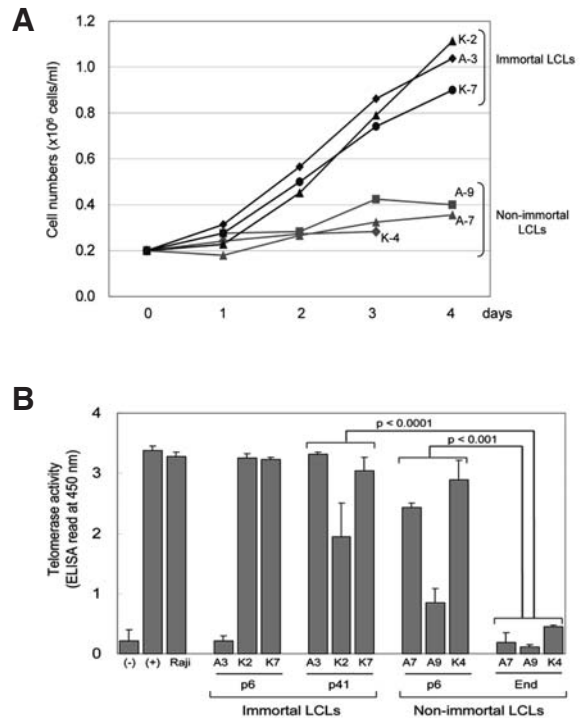 A
1.2
1.0
0.8
0.6
0.4
0.2
0.0
Cell numbers (x10⁶ cells/ml)
K-2
A-3
K-7
Immortal LCLs
A-9
A-7
K-4
Non-immortal
LCLs
0 1 2 3 4 days
B
4
3
2
1
0
Telomerase activity
(ELISA read at 450 nm)
p < 0.0001
p < 0.001
(-) (+) Raji A3 K2 K7 A3 K2 K7 A7 A9 K4 A7 A9 K4
p6 p41 p6 End
Immortal LCLs Non-immortal LCLs